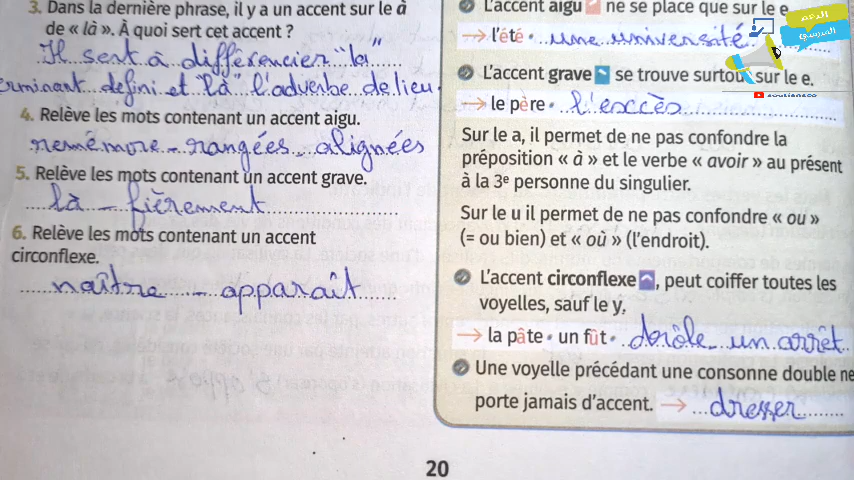 3. Dans la dernière phrase, il y a un accent sur le à
de « là ». À quoi sert cet accent ?
Il sert à différencier "la"
erminant défini et "là" l'adverbe de lieu.
4. Relève les mots contenant un accent aigu.
remémore - rangées - alignées
5. Relève les mots contenant un accent grave.
là - fièrement
6. Relève les mots contenant un accent
circonflexe.
naître - apparaît
L'accent aigu ne se place que sur le e
→ l'été • une université
L'accent grave se trouve surtout sur le e.
→ le père • l'exccès
Sur le a, il permet de ne pas confondre la
préposition « à » et le verbe « avoir » au présent
à la 3e personne du singulier.
Sur le u il permet de ne pas confondre « ou »
(= ou bien) et « où » (l'endroit).
L'accent circonflexe , peut coiffer toutes les
voyelles, sauf le y,
→ la pâte • un fût • drôle un arrêt
Une voyelle précédant une consonne double ne
porte jamais d'accent. → dresser
20
الدعم
المدرسي